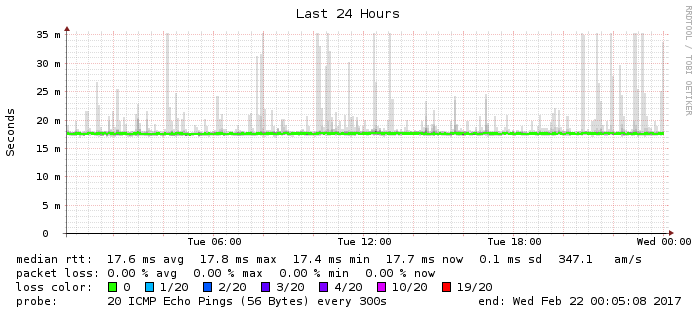 Last 24 Hours
RRDTOOL / TOBI OETIKER
Seconds
35 m
30 m
25 m
20 m
15 m
10 m
5 m
0
Tue 06:00 Tue 12:00 Tue 18:00 Wed 00:00
median rtt: 17.6 ms avg 17.8 ms max 17.4 ms min 17.7 ms now 0.1 ms sd 347.1 am/s
packet loss: 0.00 % avg 0.00 % max 0.00 % min 0.00 % now
loss color: 0 1/20 2/20 3/20 4/20 10/20 19/20
probe: 20 ICMP Echo Pings (56 Bytes) every 300s end: Wed Feb 22 00:05:08 2017